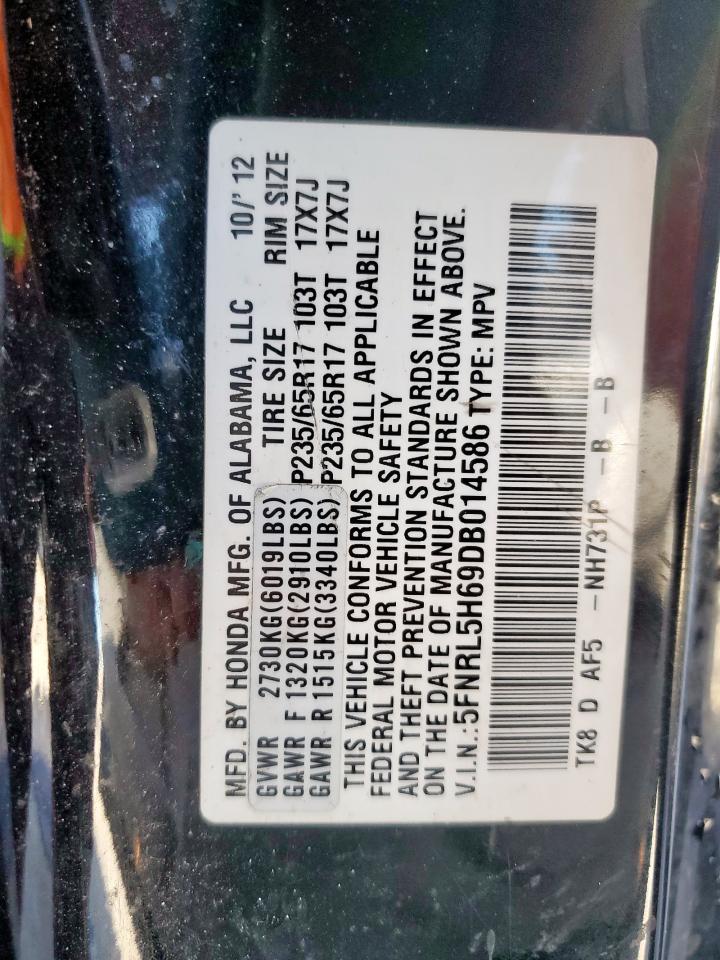 MFD. BY HONDA MFG. OF ALABAMA, LLC 10/'12
GVWR 2730KG(6019LBS) TIRE SIZE RIM SIZE
GAWR F 1320KG(2910LBS) P235/65R17 103T 17X7J
GAWR R 1515KG(3340LBS) P235/65R17 103T 17X7J
THIS VEHICLE CONFORMS TO ALL APPLICABLE
FEDERAL MOTOR VEHICLE SAFETY
AND THEFT PREVENTION STANDARDS IN EFFECT
ON THE DATE OF MANUFACTURE SHOWN ABOVE.
V.I.N.:5FNRL5H69DB014586 TYPE: MPV
TK8 D AF5 -NH731P -B -B